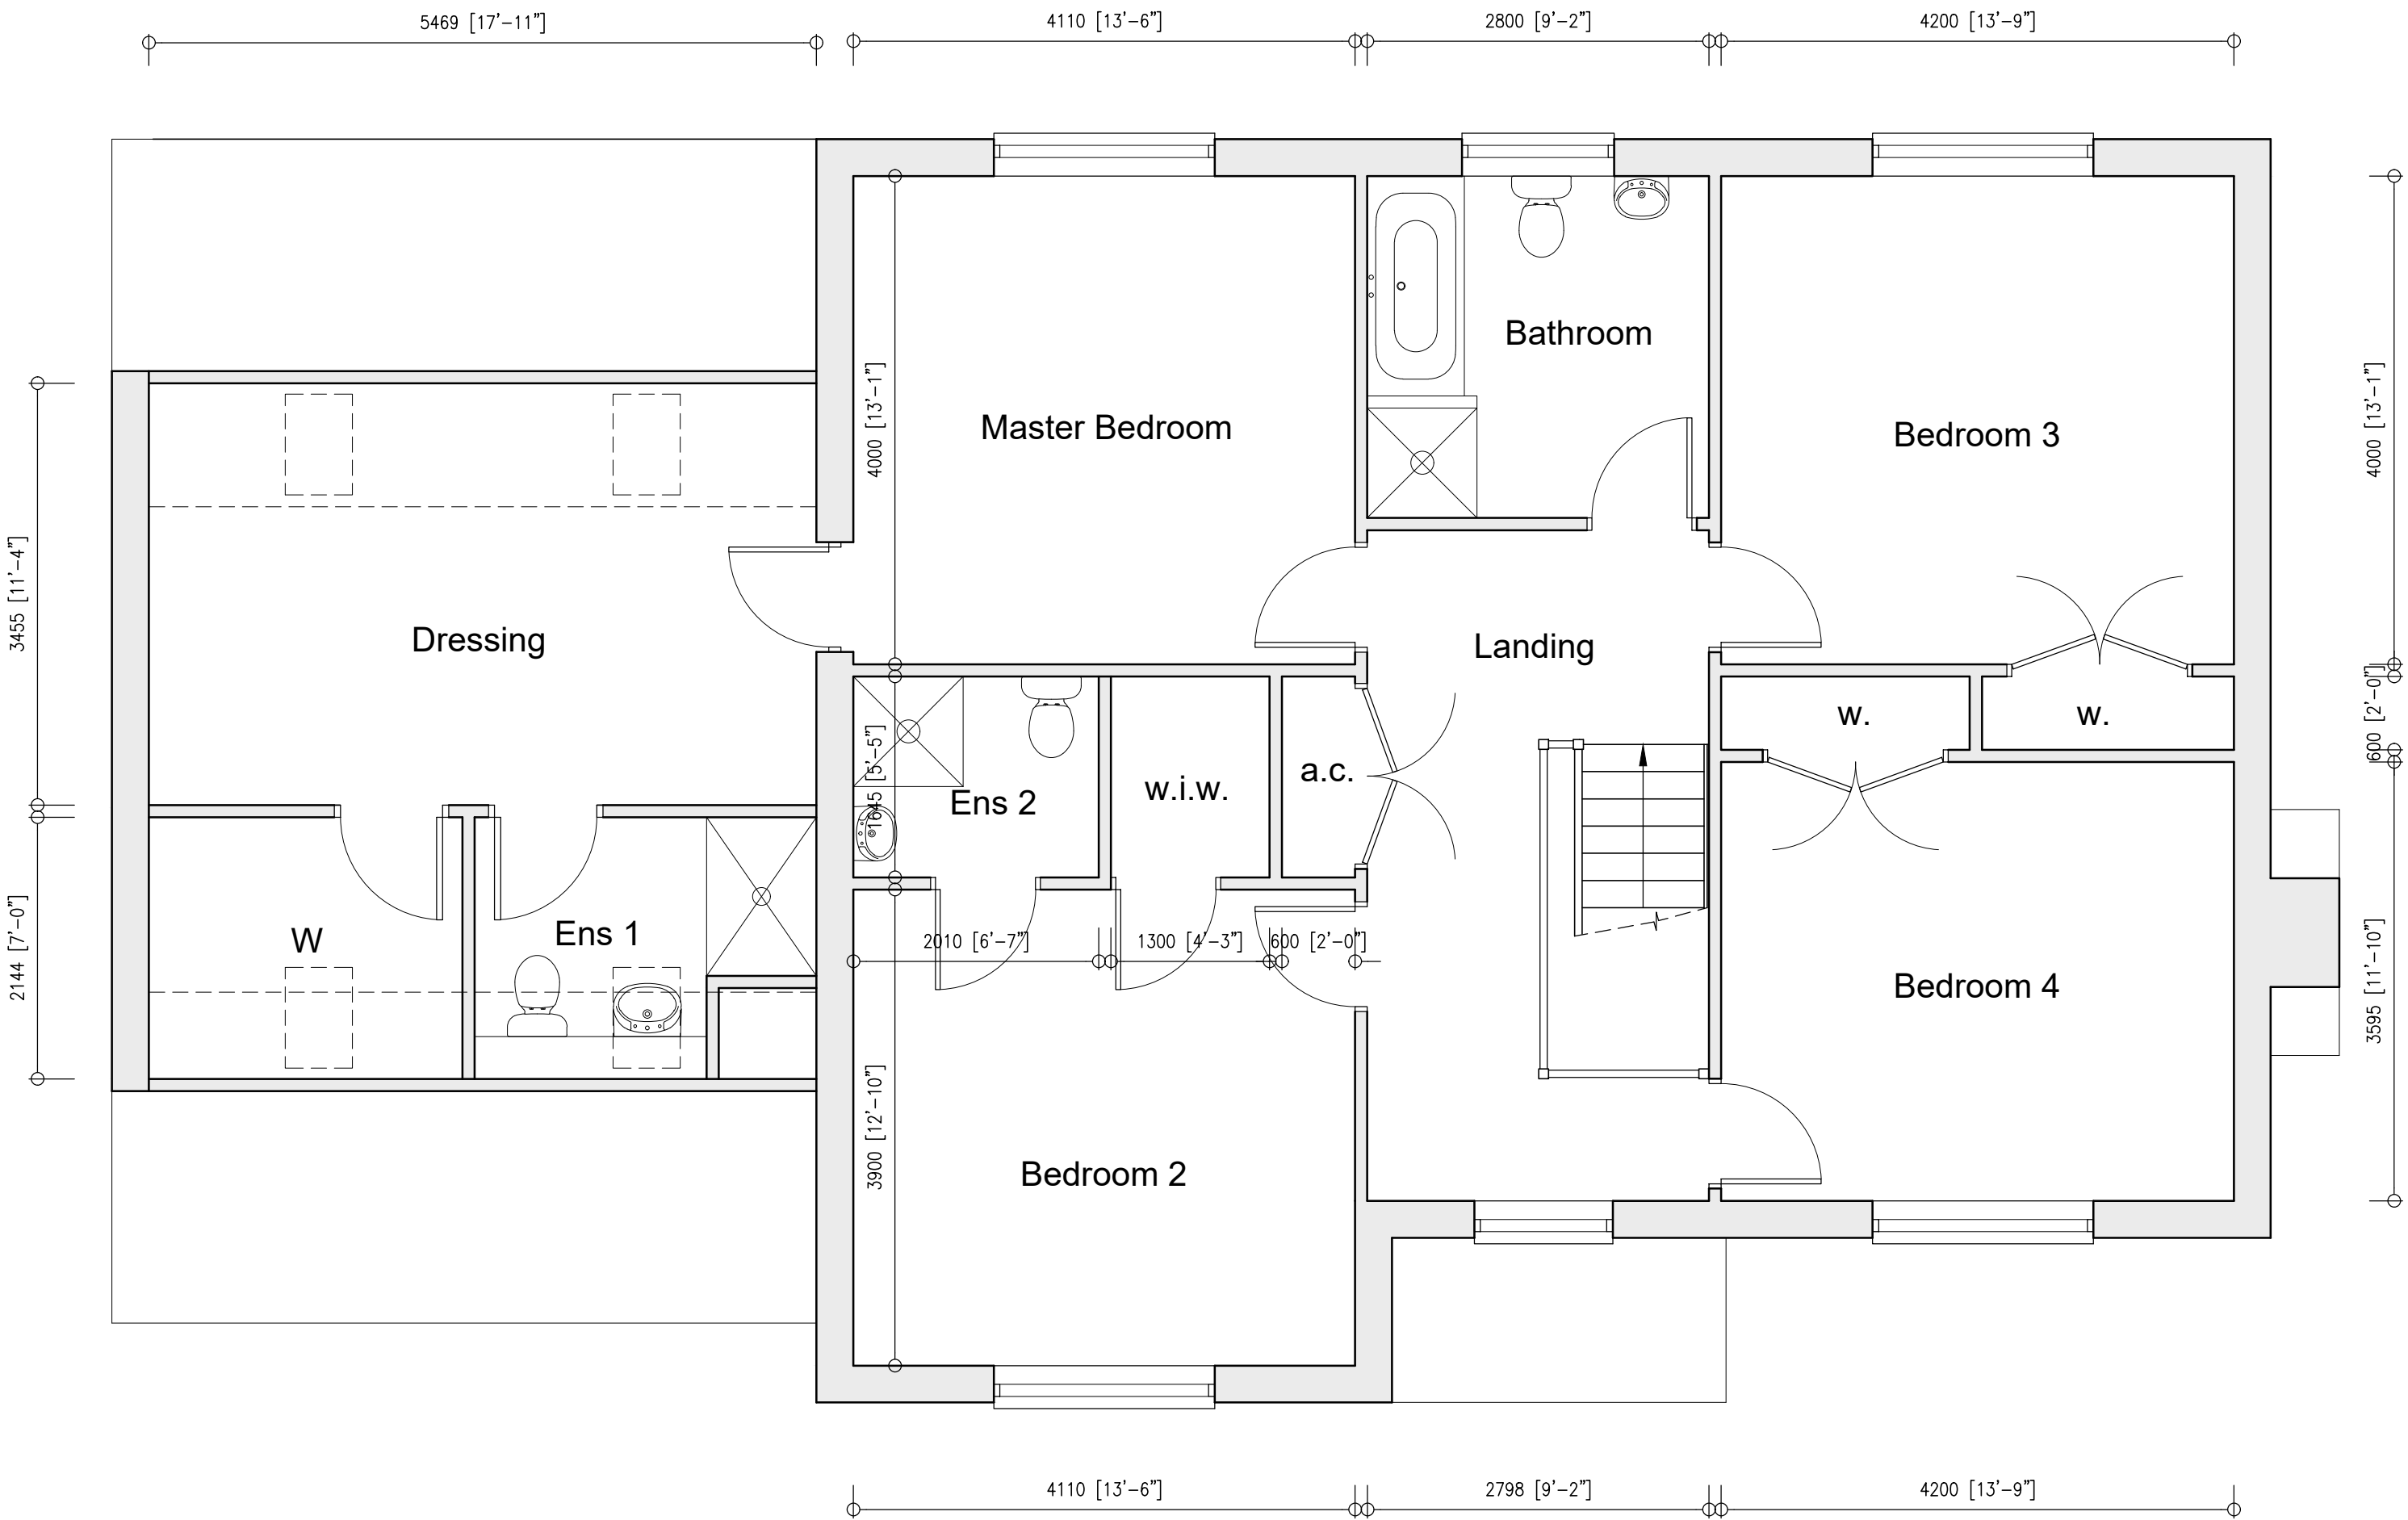 5469 [17'-11"]
4110 [13'-6"]
2800 [9'-2"]
4200 [13'-9"]
Bathroom
Master Bedroom
4000 [13'-1"]
Bedroom 3
4000 [13'-1"]
3455 [11'-4"]
Dressing
Landing
w.
w.
600 [2'-0"]
1645 [5'-5"]
Ens 2
w.i.w.
a.c.
W
Ens 1
2144 [7'-0"]
2010 [6'-7"]
1300 [4'-3"]
600 [2'-0"]
Bedroom 4
3595 [11'-10"]
3900 [12'-10"]
Bedroom 2
4110 [13'-6"]
2798 [9'-2"]
4200 [13'-9"]